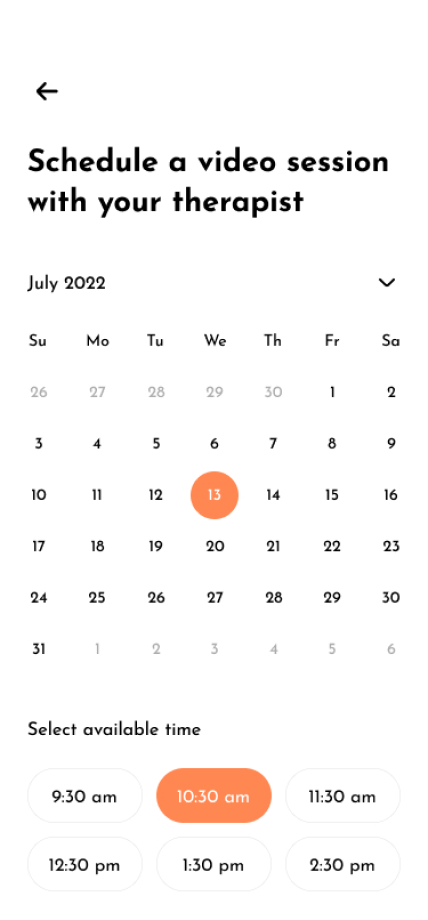 Schedule a video session
with your therapist
July 2022
Su Mo Tu We Th Fr Sa
26 27 28 29 30 1 2
3 4 5 6 7 8 9
10 11 12 13 14 15 16
17 18 19 20 21 22 23
24 25 26 27 28 29 30
31 1 2 3 4 5 6
Select available time
9:30 am 10:30 am 11:30 am
12:30 pm 1:30 pm 2:30 pm